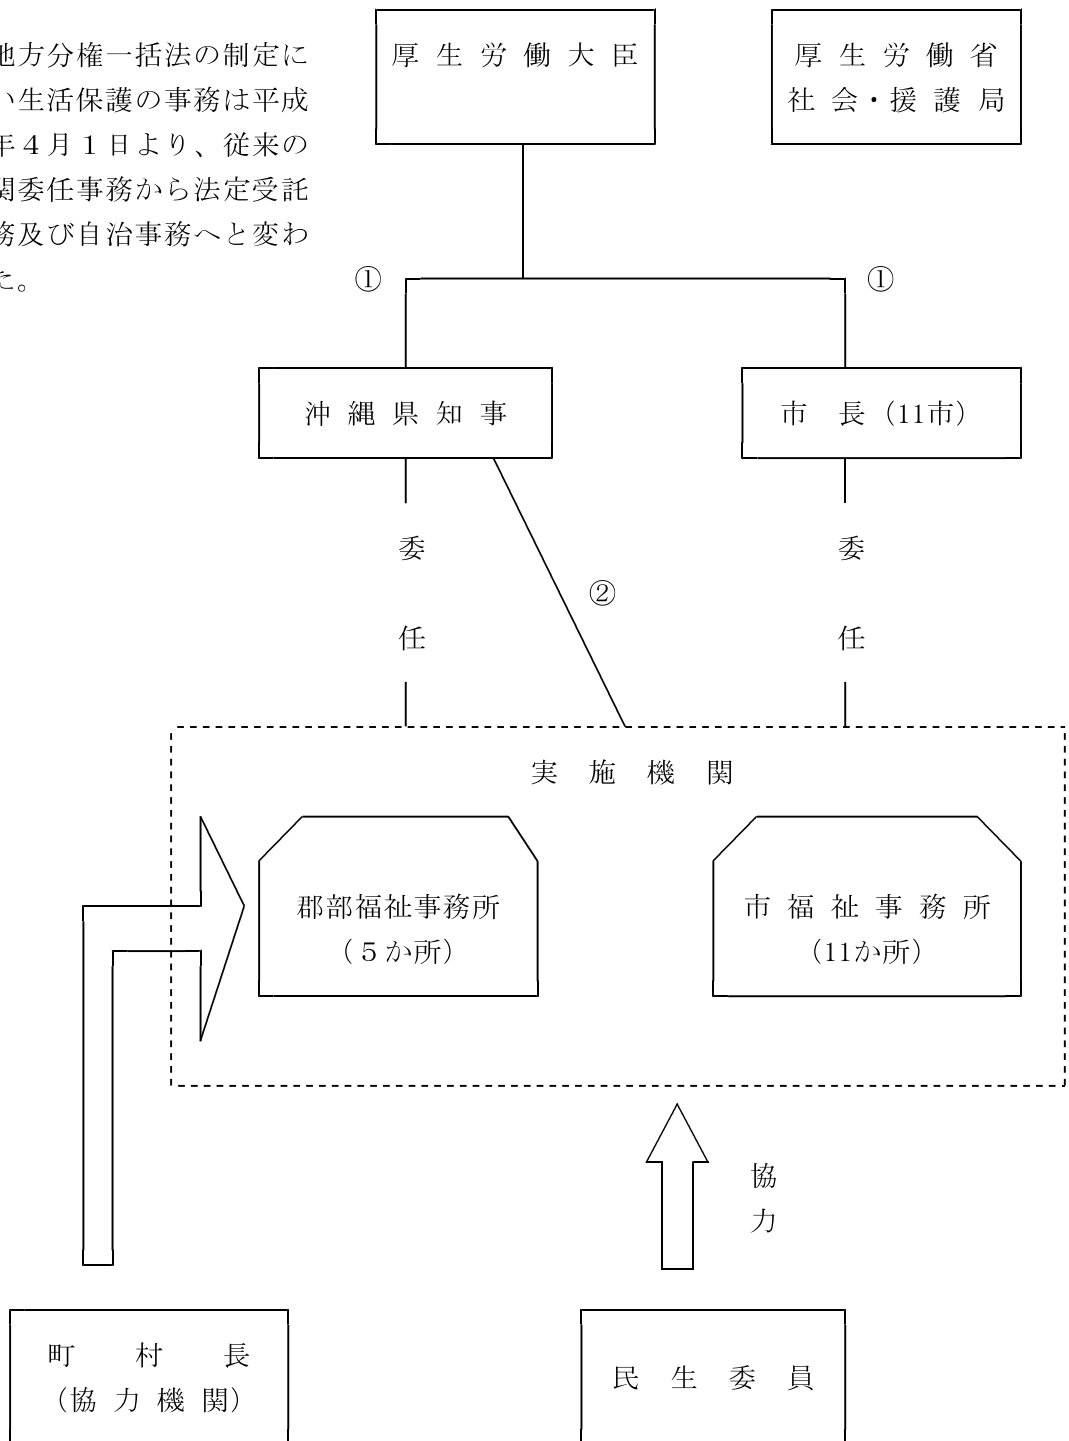 地方分権一括法の制定に
い生活保護の事務は平成
年４月１日より、従来の
関委任事務から法定受託
務及び自治事務へと変わ
た。
厚生労働大臣
厚生労働省
社会・援護局
①
①
沖縄県知事
市　長（11市）
委
任
②
委
任
実施機関
郡部福祉事務所
（５か所）
市福祉事務所
（11か所）
協
力
町村長
（協力機関）
民生委員